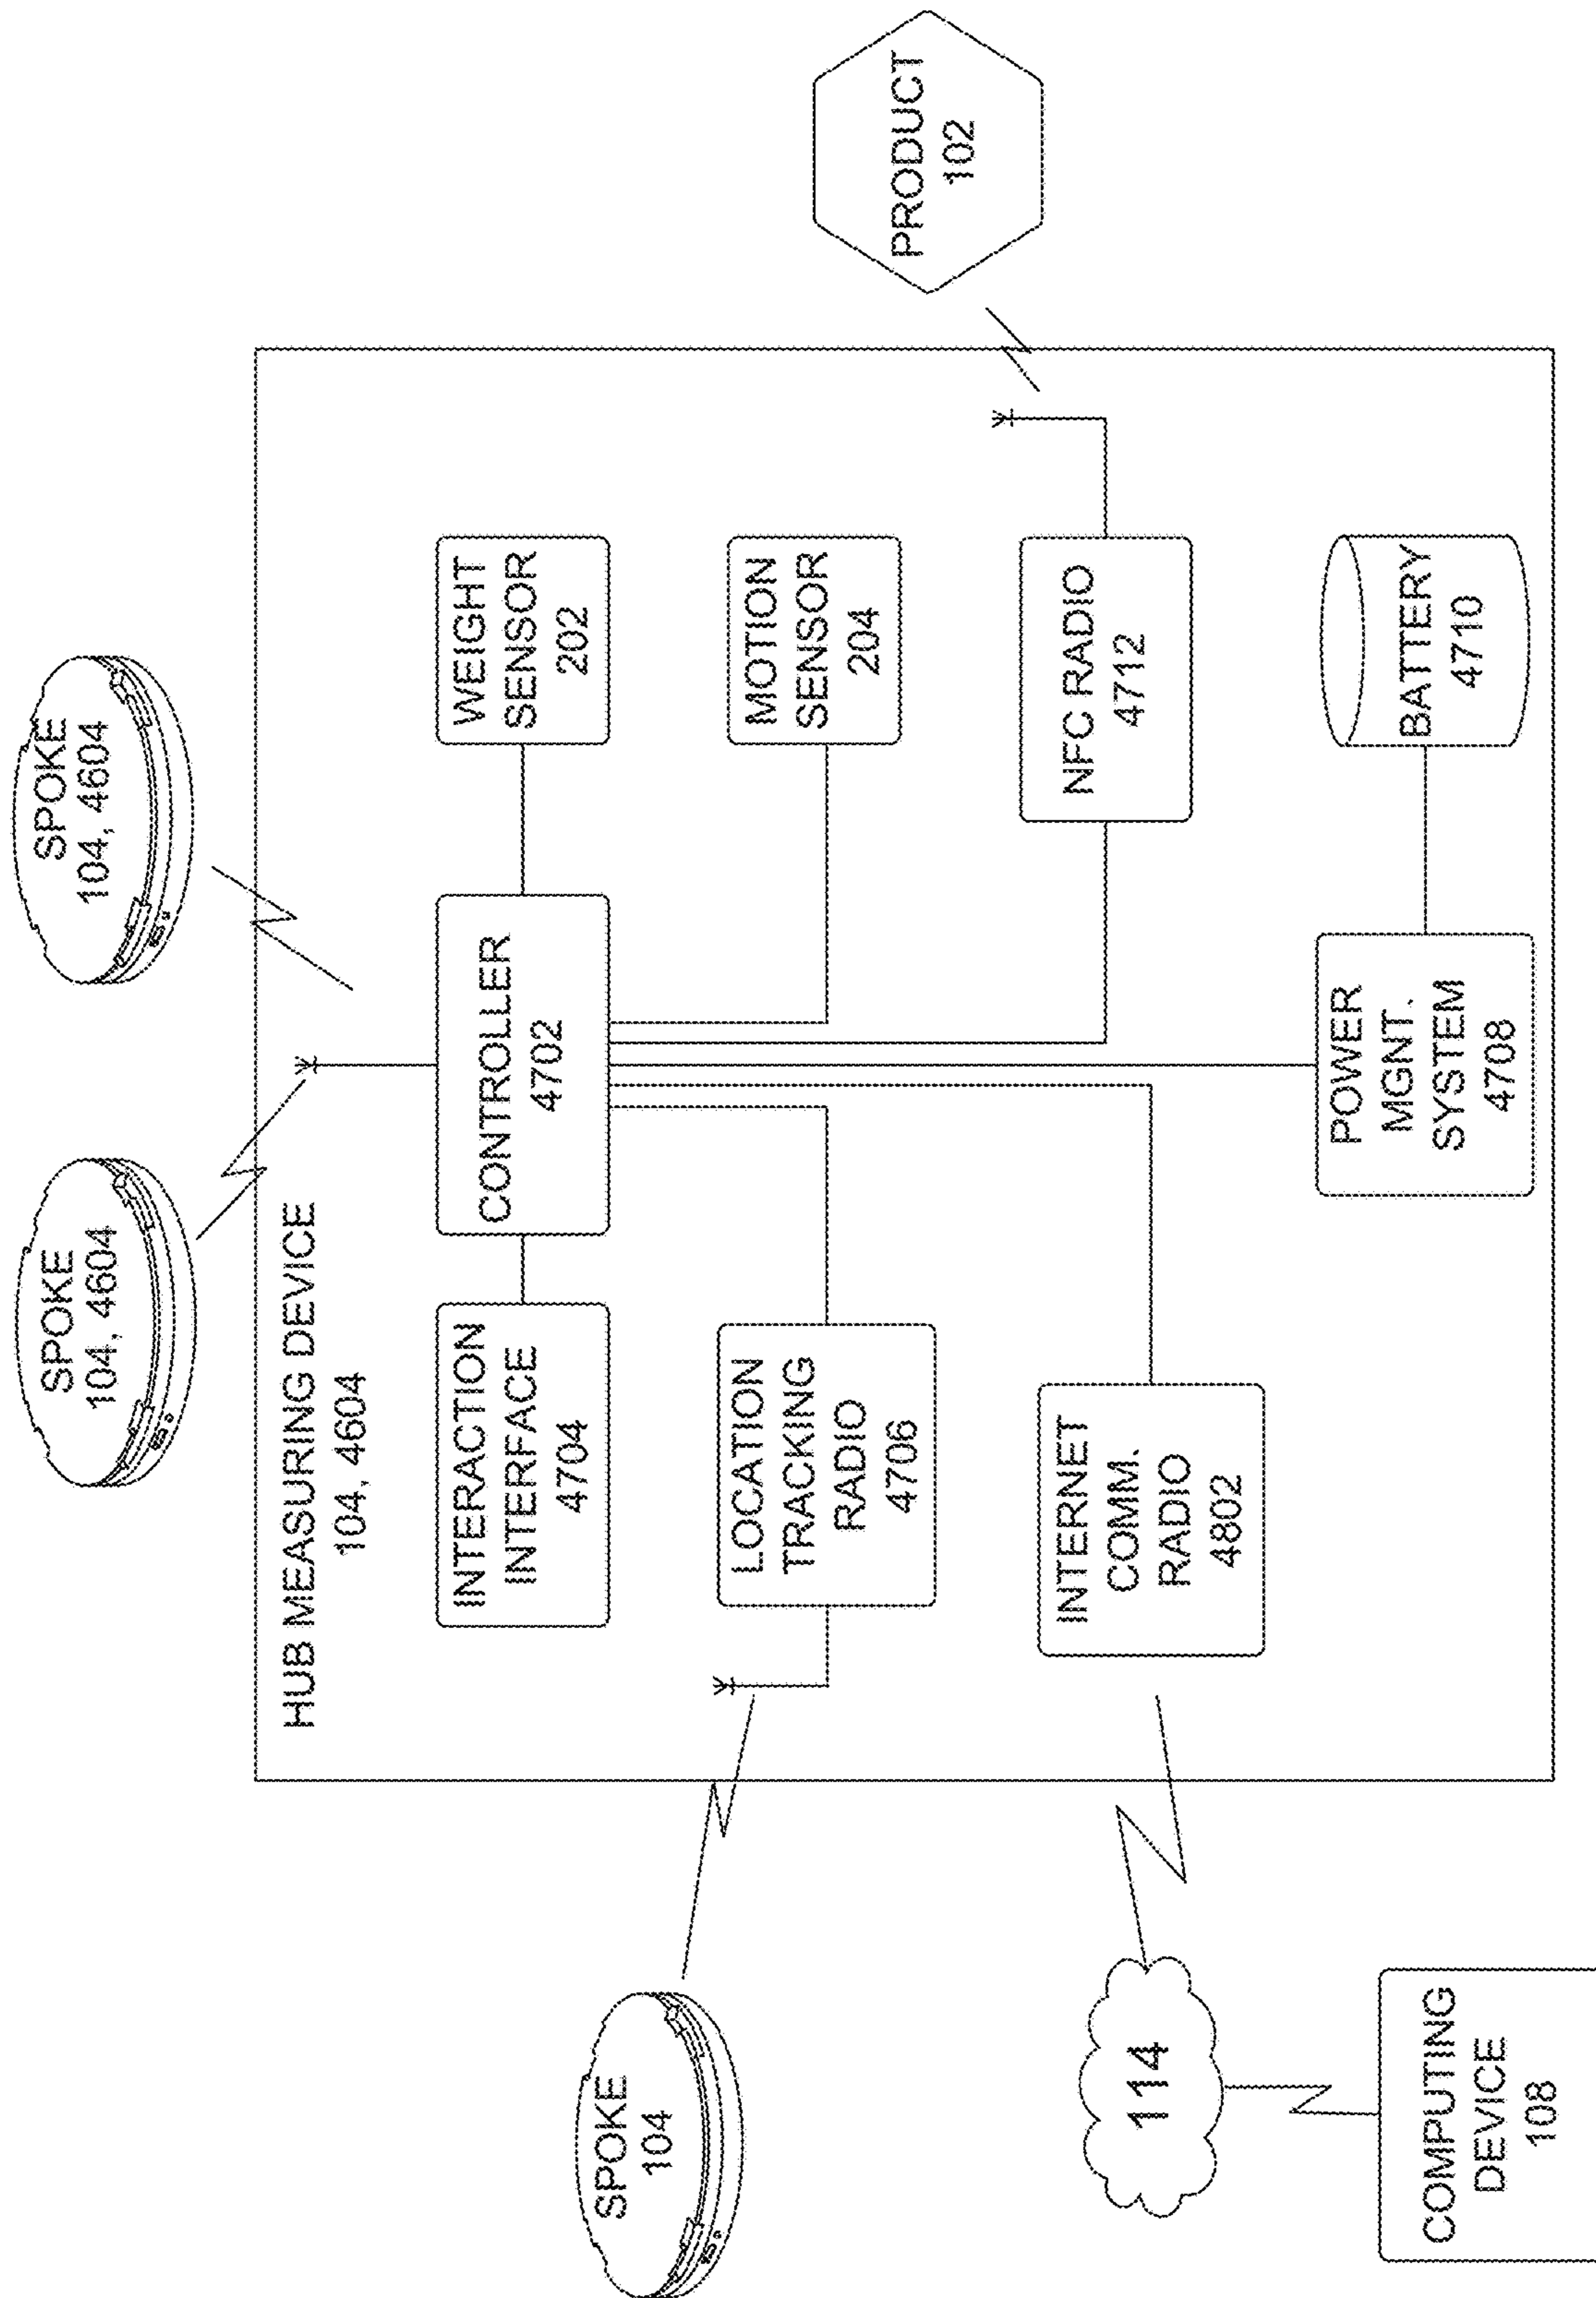 SPOKE
104, 4604
SPOKE
104, 4604
SPOKE
104
HUB MEASURING DEVICE
104, 4604
INTERACTION
INTERFACE
4704
CONTROLLER
4702
WEIGHT
SENSOR
202
LOCATION
TRACKING
RADIO
4706
MOTION
SENSOR
204
PRODUCT
102
INTERNET
COMM.
RADIO
4802
NFC RADIO
4712
114
POWER
MGNT.
SYSTEM
4708
BATTERY
4710
COMPUTING
DEVICE
108